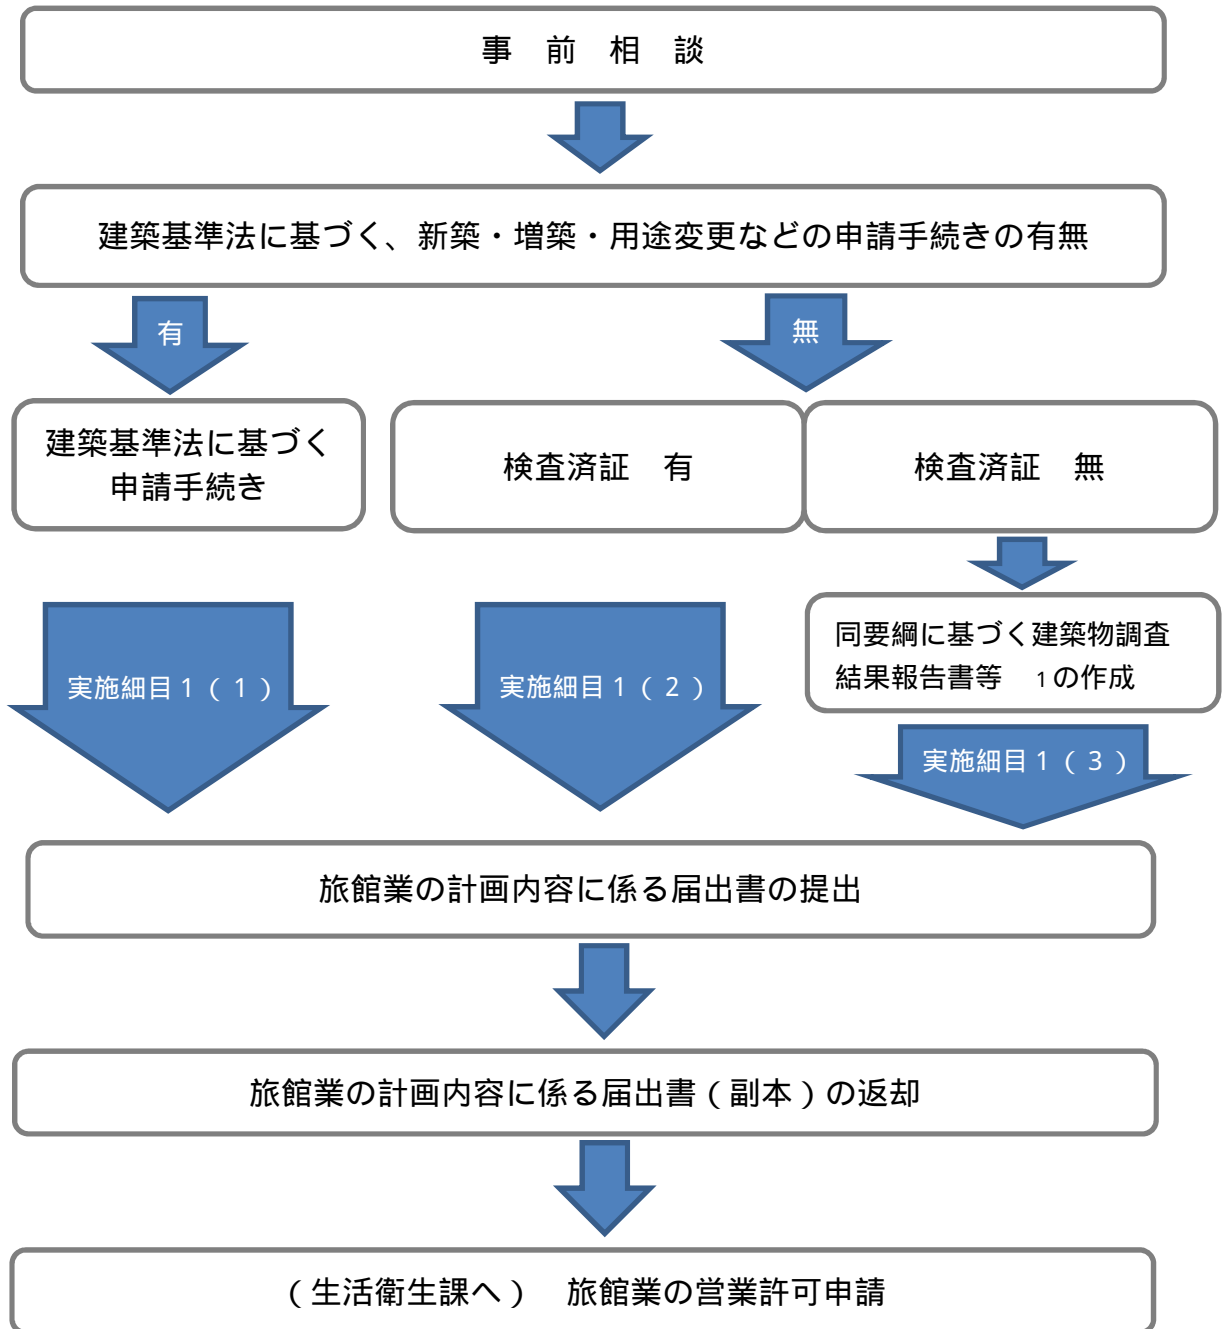 事　前　相　談
建築基準法に基づく、新築・増築・用途変更などの申請手続きの有無
有
無
建築基準法に基づく
申請手続き
検査済証　有
検査済証　無
同要綱に基づく建築物調査
結果報告書等　1の作成
実施細目1（1）
実施細目1（2）
実施細目1（3）
旅館業の計画内容に係る届出書の提出
旅館業の計画内容に係る届出書（副本）の返却
（生活衛生課へ）　旅館業の営業許可申請